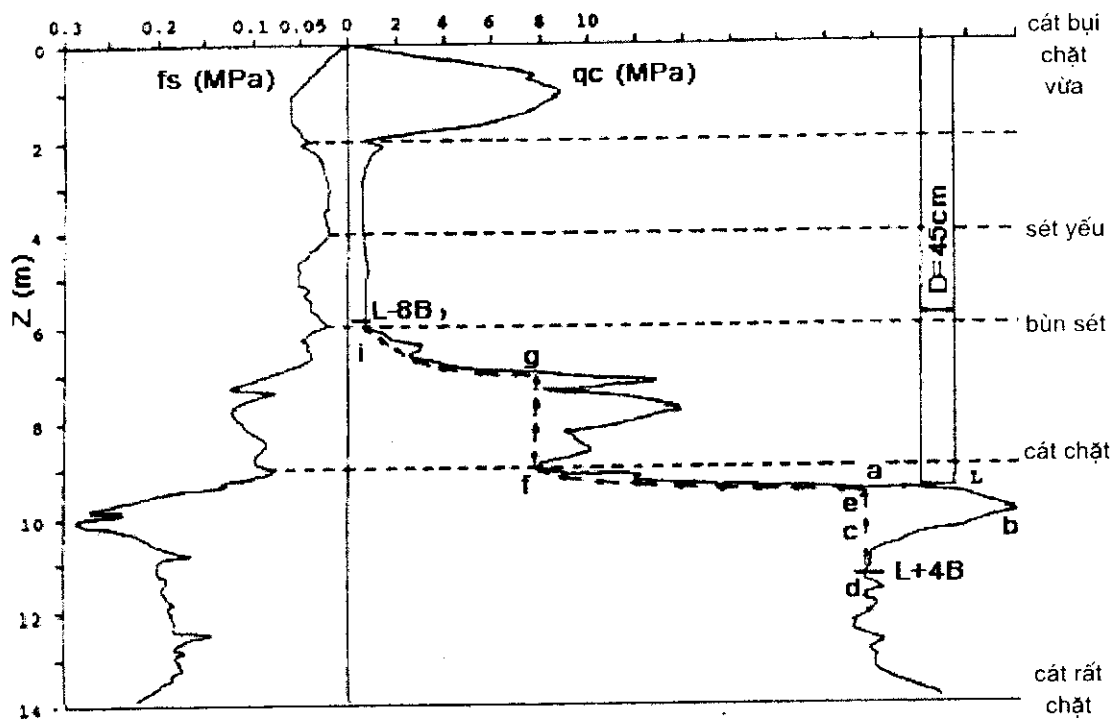 0.3 0.2 0.1 0.05 0 2 4 6 8 10
fs (MPa)
qc (MPa)
Z (m)
0
2
4
6
8
10
12
14
L-8B
i
g
f
a
L
e
c
b
L+4B
d
D=45cm
cát bụi
chặt
vừa
sét yếu
bùn sét
cát chặt
cát rất
chặt